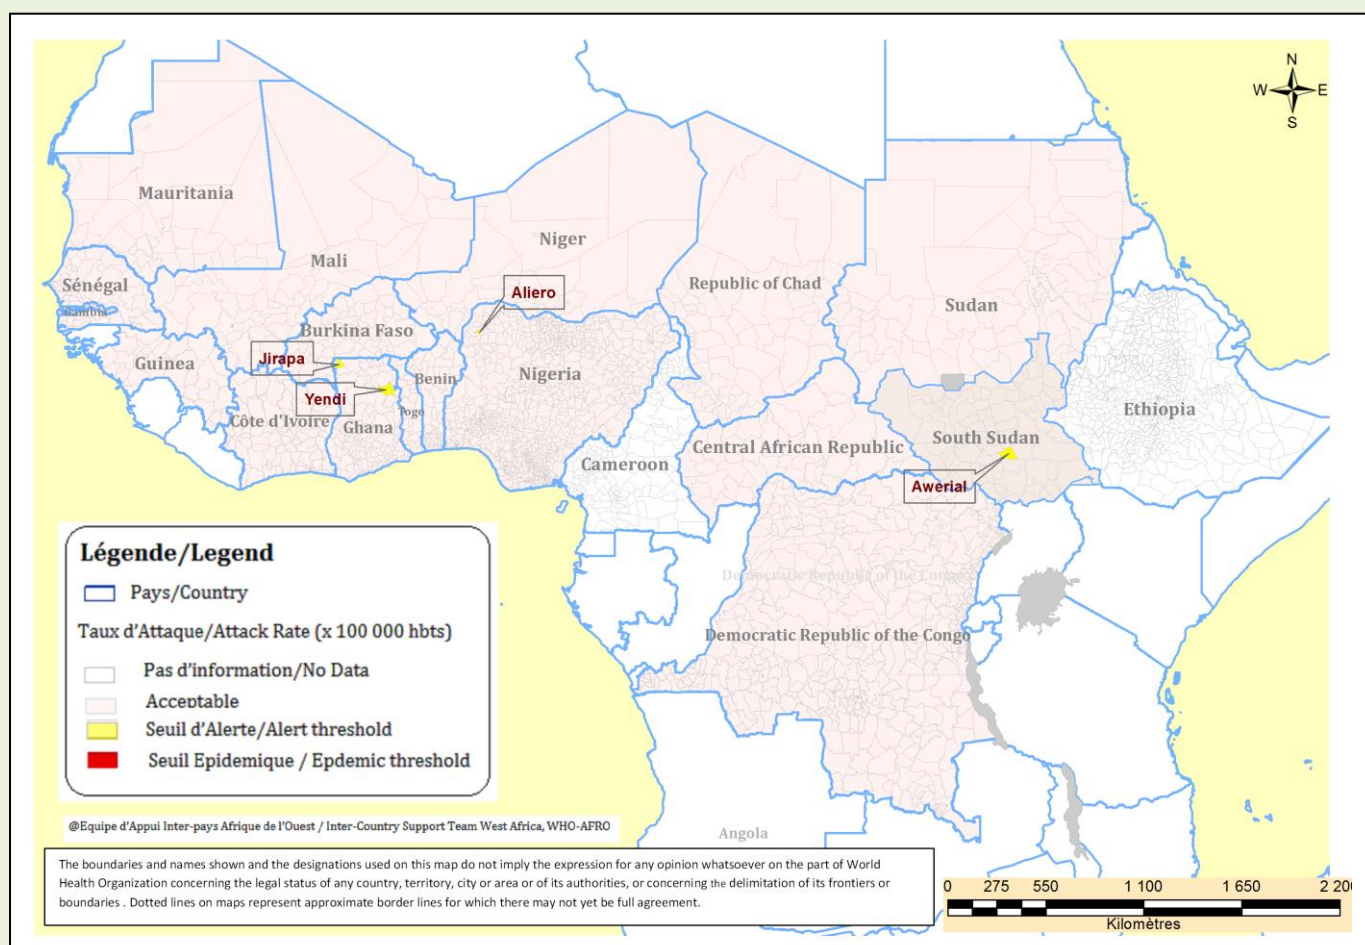 N
W E
S
Mauritania
Mali
Niger
Republic of Chad
Sudan
Sénégal
Gambia
Guinea
Burkina Faso
Aliero
Jirapa
Yendi
Benin
Togo
Nigeria
Côte d'Ivoire
Ghana
Cameroon
Central African Republic
South Sudan
Awerial
Ethiopia
Democratic Republic of the Congo
Democratic Republic of the Congo
Angola
Légende/Legend
Pays/Country
Taux d'Attaque/Attack Rate (x 100 000 hbts)
Pas d'information/No Data
Acceptable
Seuil d'Alerte/Alert threshold
Seuil Epidemique / Epdemic threshold
@Equipe d'Appui Inter-pays Afrique de l'Ouest / Inter-Country Support Team West Africa, WHO-AFRO
The boundaries and names shown and the designations used on this map do not imply the expression for any opinion whatsoever on the part of World
Health Organization concerning the legal status of any country, territory, city or area or of its authorities, or concerning the delimitation of its frontiers or
boundaries . Dotted lines on maps represent approximate border lines for which there may not yet be full agreement.
0 275 550 1 100 1 650 2 200
Kilomètres